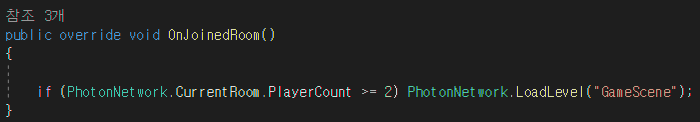 참조 3개
public override void OnJoinedRoom()
{
if (PhotonNetwork.CurrentRoom.PlayerCount >= 2) PhotonNetwork.LoadLevel("GameScene");
}